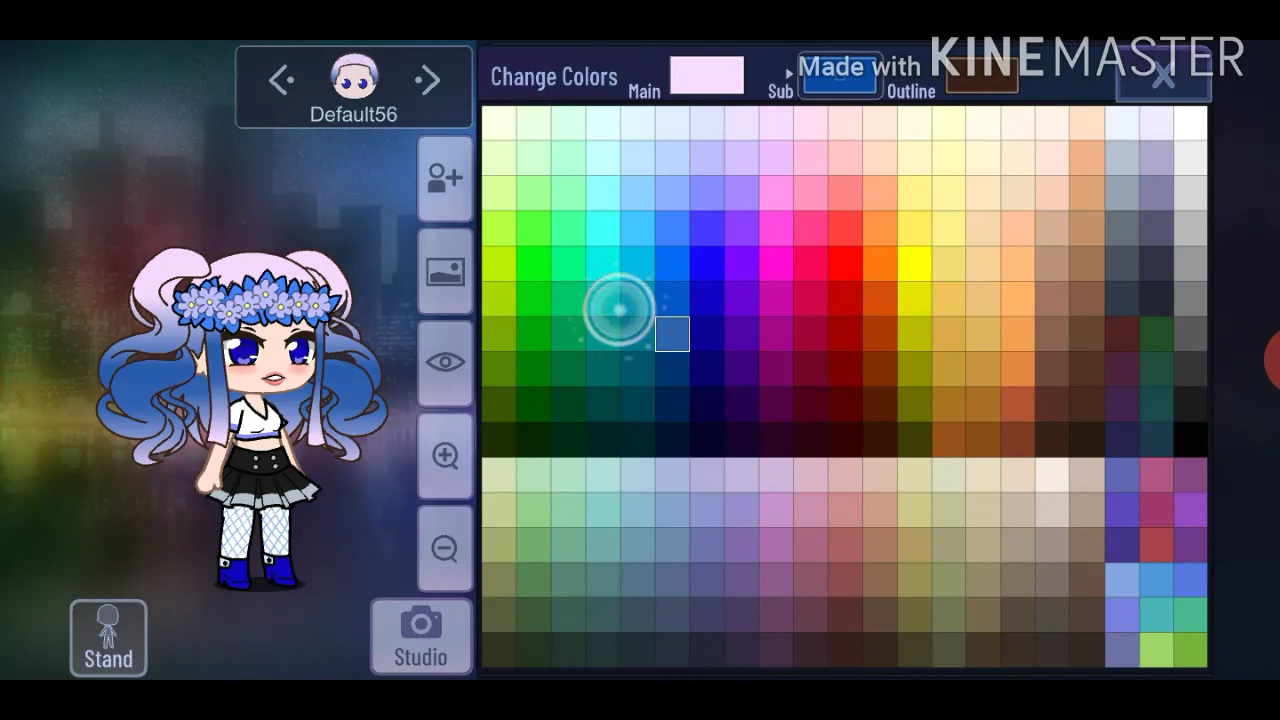 Made with KINEMASTER
Change Colors
Main
Sub
Outline
Default56
Stand
Studio